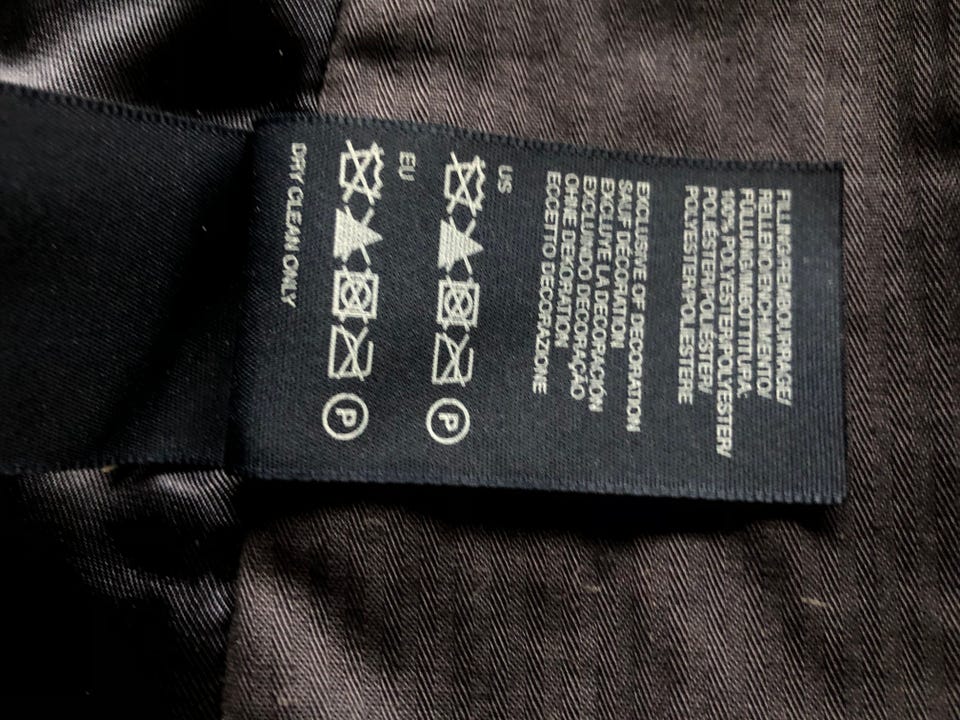 FILLING/REMBOURRAGE/
RELLENO/ENCHIMENTO/
FÜLLUNG/IMBOTTITURA:
100% POLYESTER/POLYESTER/
POLIÉSTER/POLIÉSTER/
POLYESTER/POLIESTERE
EXCLUSIVE OF DECORATION
SAUF DÉCORATION
EXCLUYE LA DECORACIÓN
EXCLUINDO DECORAÇÃO
OHNE DEKORATION
ECCETTO DECORAZIONE
US
P
EU
P
DRY CLEAN ONLY